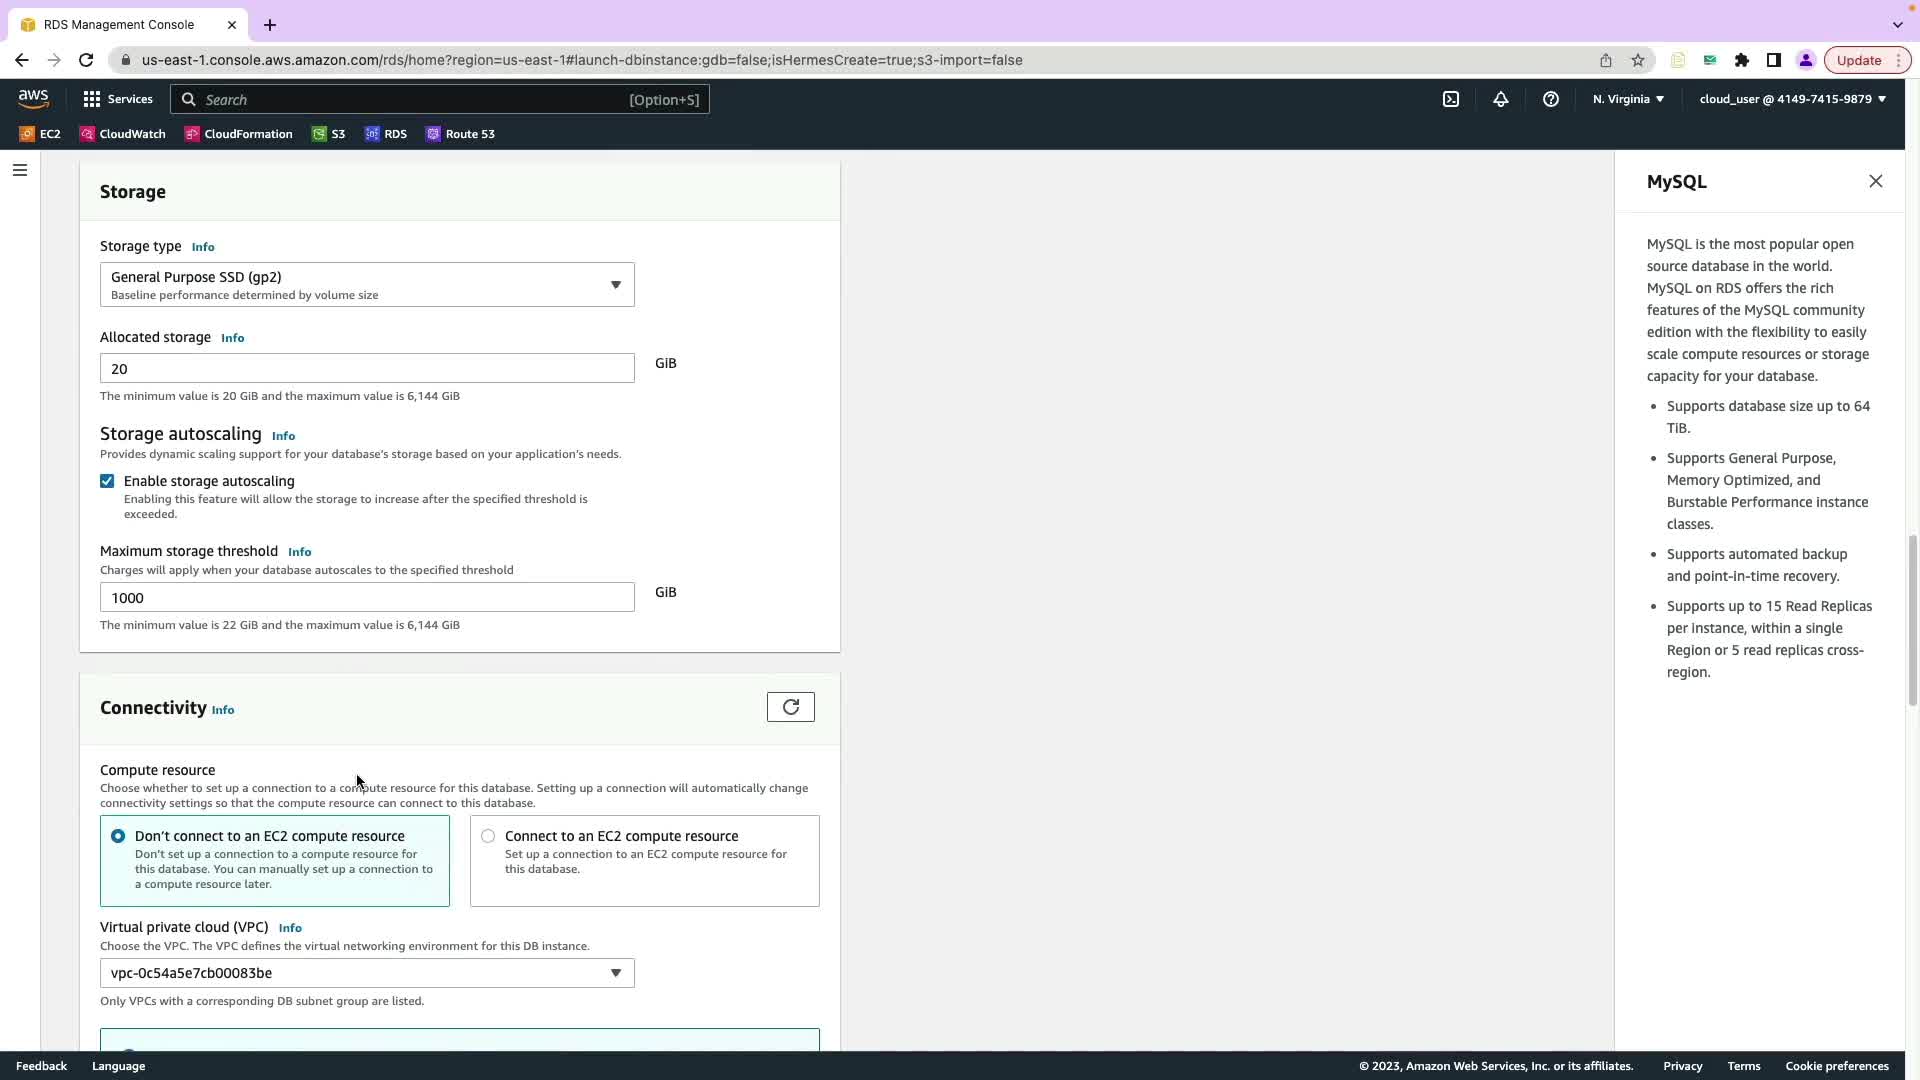 RDS Management Console
us-east-1.console.aws.amazon.com/rds/home?region=us-east-1#launch-dbinstance:gdb=false;isHermesCreate=true;s3-import=false
Update
aws
Services
Search
[Option+S]
N. Virginia
cloud_user @ 4149-7415-9879
EC2
CloudWatch
CloudFormation
S3
RDS
Route 53
Storage
Storage type Info
General Purpose SSD (gp2)
Baseline performance determined by volume size
Allocated storage Info
20
GiB
The minimum value is 20 GiB and the maximum value is 6,144 GiB
Storage autoscaling Info
Provides dynamic scaling support for your database's storage based on your application's needs.
Enable storage autoscaling
Enabling this feature will allow the storage to increase after the specified threshold is
exceeded.
Maximum storage threshold Info
Charges will apply when your database autoscales to the specified threshold
1000
GiB
The minimum value is 22 GiB and the maximum value is 6,144 GiB
Connectivity Info
Compute resource
Choose whether to set up a connection to a compute resource for this database. Setting up a connection will automatically change
connectivity settings so that the compute resource can connect to this database.
Don't connect to an EC2 compute resource
Don't set up a connection to a compute resource for
this database. You can manually set up a connection to
a compute resource later.
Connect to an EC2 compute resource
Set up a connection to an EC2 compute resource for
this database.
Virtual private cloud (VPC) Info
Choose the VPC. The VPC defines the virtual networking environment for this DB instance.
vpc-0c54a5e7cb00083be
Only VPCs with a corresponding DB subnet group are listed.
MySQL
MySQL is the most popular open
source database in the world.
MySQL on RDS offers the rich
features of the MySQL community
edition with the flexibility to easily
scale compute resources or storage
capacity for your database.
• Supports database size up to 64
TiB.
• Supports General Purpose,
Memory Optimized, and
Burstable Performance instance
classes.
• Supports automated backup
and point-in-time recovery.
• Supports up to 15 Read Replicas
per instance, within a single
Region or 5 read replicas cross-
region.
Feedback
Language
© 2023, Amazon Web Services, Inc. or its affiliates.
Privacy
Terms
Cookie preferences